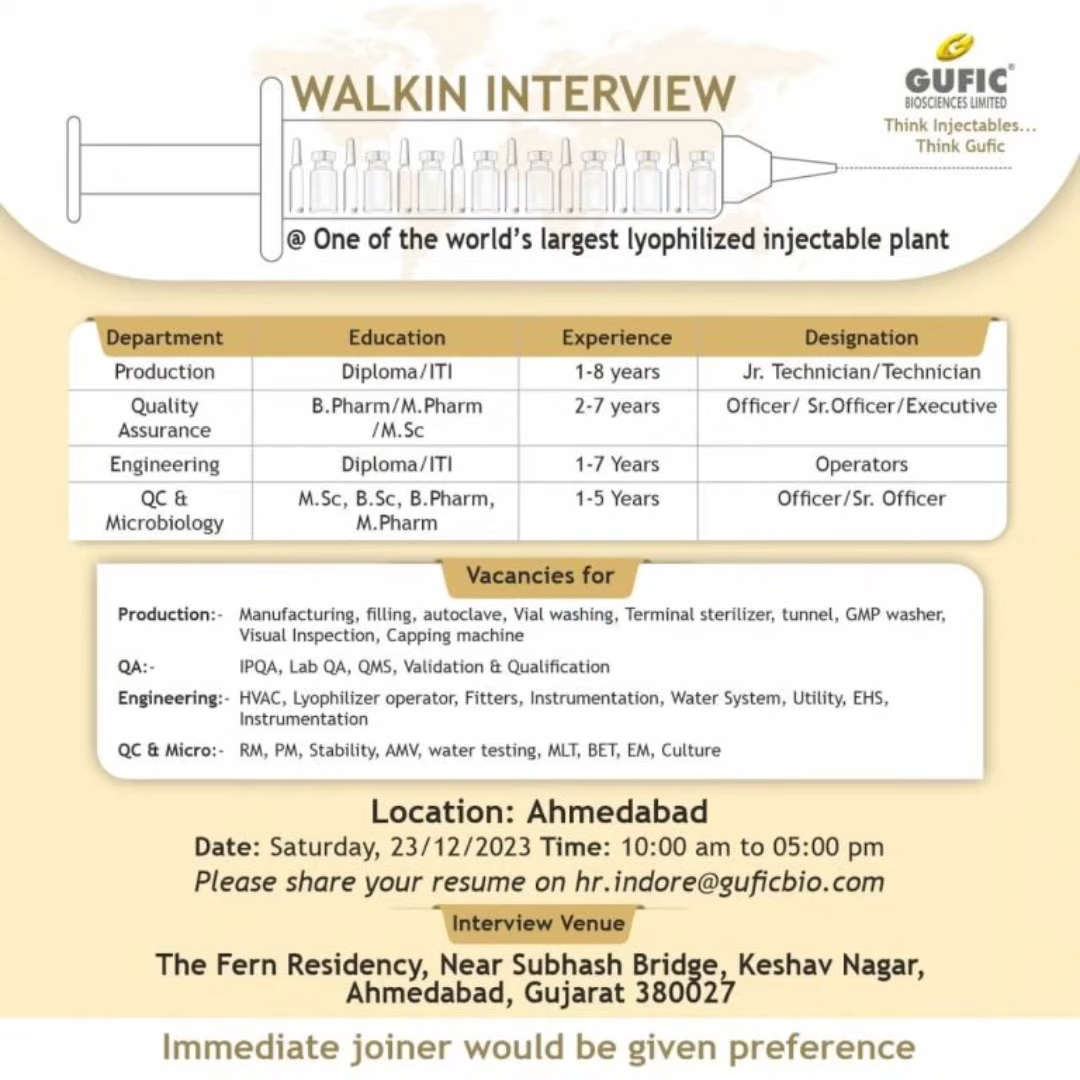 WALKIN INTERVIEW
GUFIC®
BIOSCIENCES LIMITED
Think Injectables...
Think Gufic
@ One of the world's largest lyophilized injectable plant
Department Education Experience Designation
Production Diploma/ITI 1-8 years Jr. Technician/Technician
Quality B.Pharm/M.Pharm 2-7 years Officer/ Sr.Officer/Executive
Assurance /M.Sc
Engineering Diploma/ITI 1-7 Years Operators
QC & M.Sc, B.Sc, B.Pharm, 1-5 Years Officer/Sr. Officer
Microbiology M.Pharm
Vacancies for
Production:- Manufacturing, filling, autoclave, Vial washing, Terminal sterilizer, tunnel, GMP washer,
Visual Inspection, Capping machine
QA:- IPQA, Lab QA, QMS, Validation & Qualification
Engineering:- HVAC, Lyophilizer operator, Fitters, Instrumentation, Water System, Utility, EHS,
Instrumentation
QC & Micro:- RM, PM, Stability, AMV, water testing, MLT, BET, EM, Culture
Location: Ahmedabad
Date: Saturday, 23/12/2023 Time: 10:00 am to 05:00 pm
Please share your resume on hr.indore@guficbio.com
Interview Venue
The Fern Residency, Near Subhash Bridge, Keshav Nagar,
Ahmedabad, Gujarat 380027
Immediate joiner would be given preference